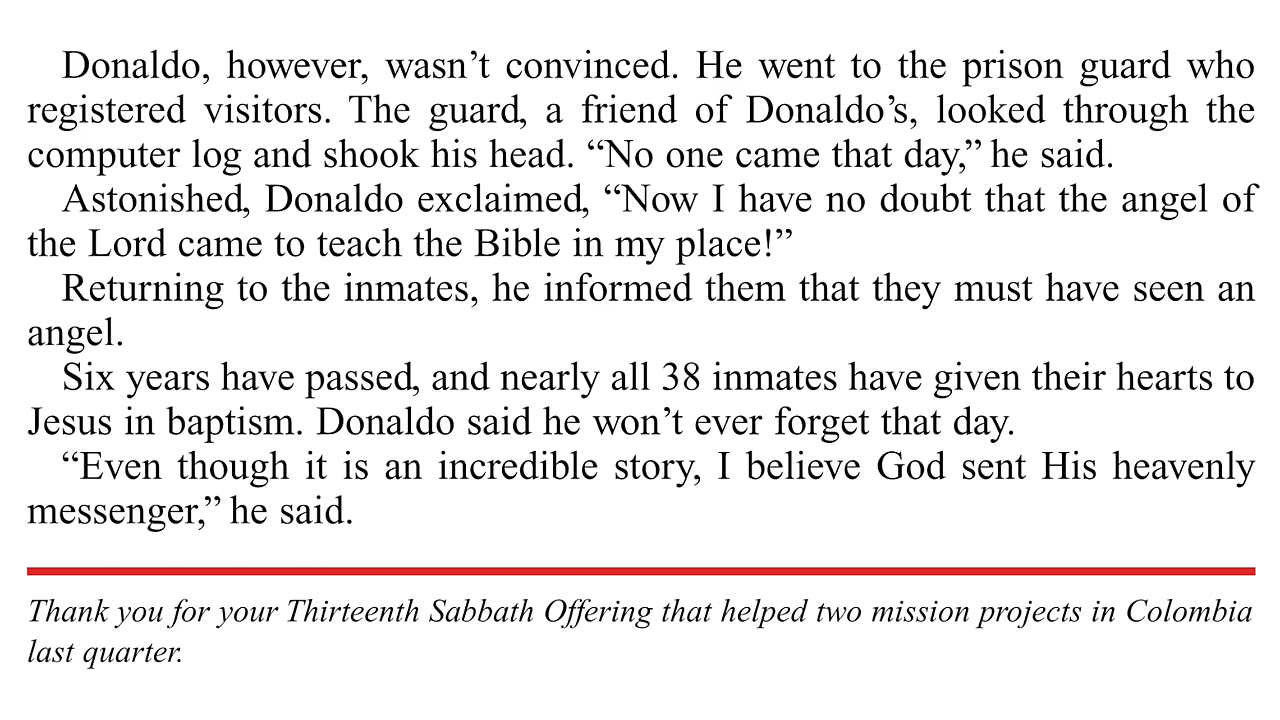 Donaldo, however, wasn’t convinced. He went to the prison guard who
registered visitors. The guard, a friend of Donaldo’s, looked through the
computer log and shook his head. “No one came that day,” he said.
Astonished, Donaldo exclaimed, “Now I have no doubt that the angel of
the Lord came to teach the Bible in my place!”
Returning to the inmates, he informed them that they must have seen an
angel.
Six years have passed, and nearly all 38 inmates have given their hearts to
Jesus in baptism. Donaldo said he won’t ever forget that day.
“Even though it is an incredible story, I believe God sent His heavenly
messenger,” he said.
Thank you for your Thirteenth Sabbath Offering that helped two mission projects in Colombia
last quarter.